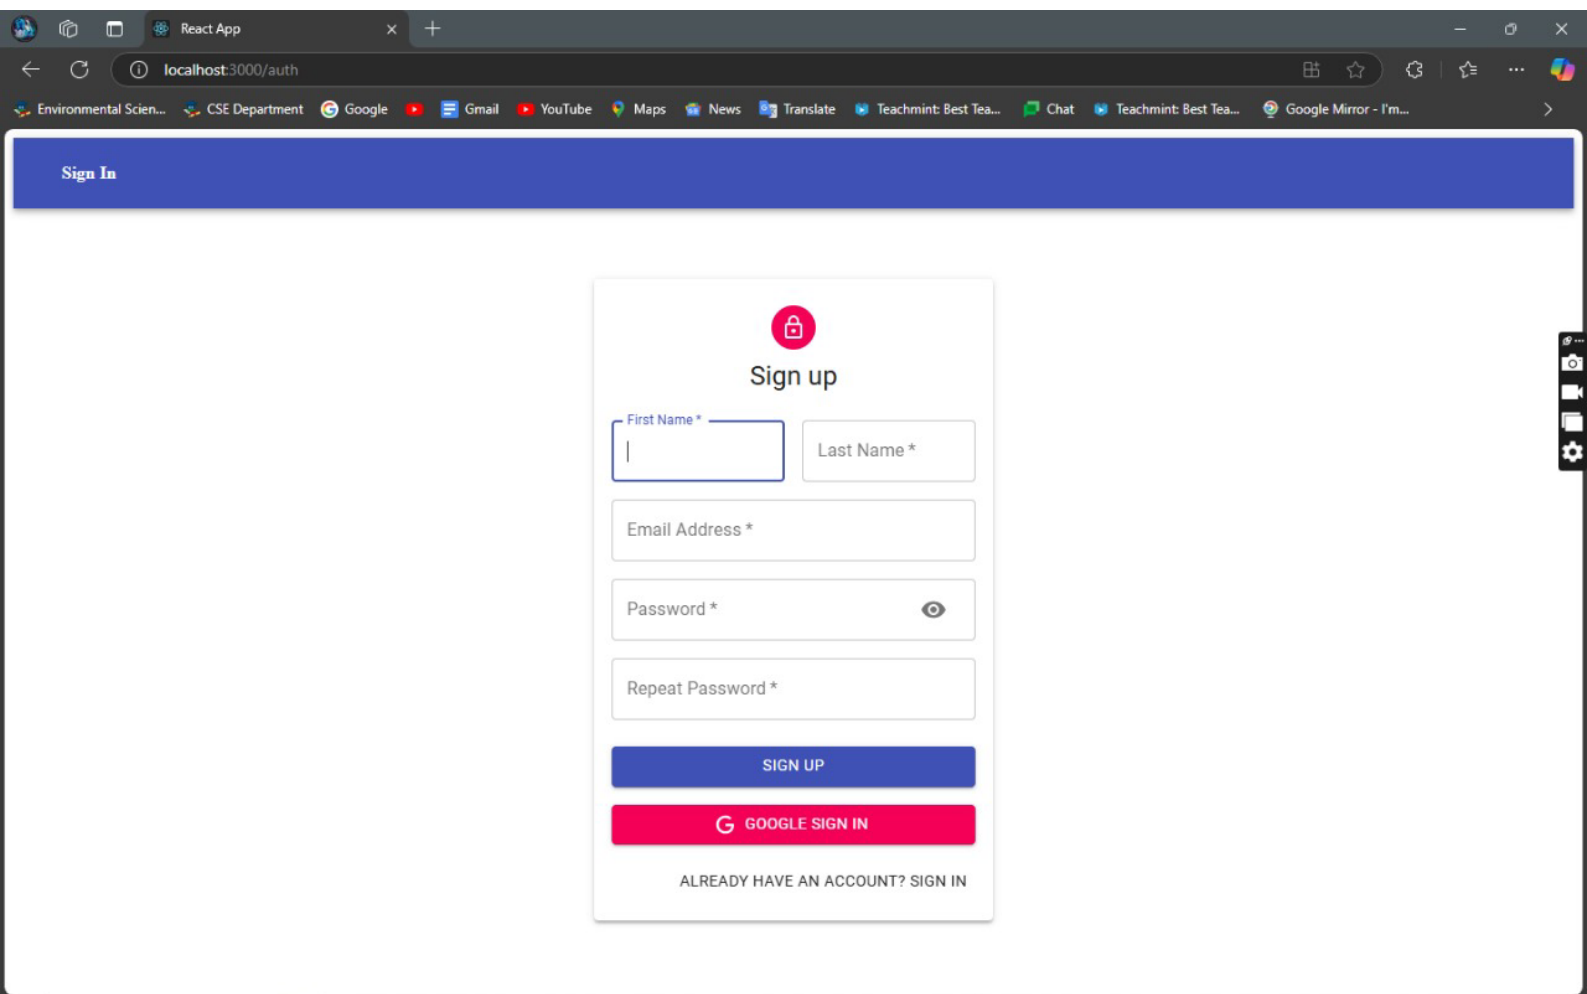 React App
localhost:3000/auth
Environmental Scien... CSE Department Google Gmail YouTube Maps News Translate Teachmint: Best Tea... Chat Teachmint: Best Tea... Google Mirror - I'm...
Sign In
Sign up
First Name *
Last Name *
Email Address *
Password *
Repeat Password *
SIGN UP
G GOOGLE SIGN IN
ALREADY HAVE AN ACCOUNT? SIGN IN